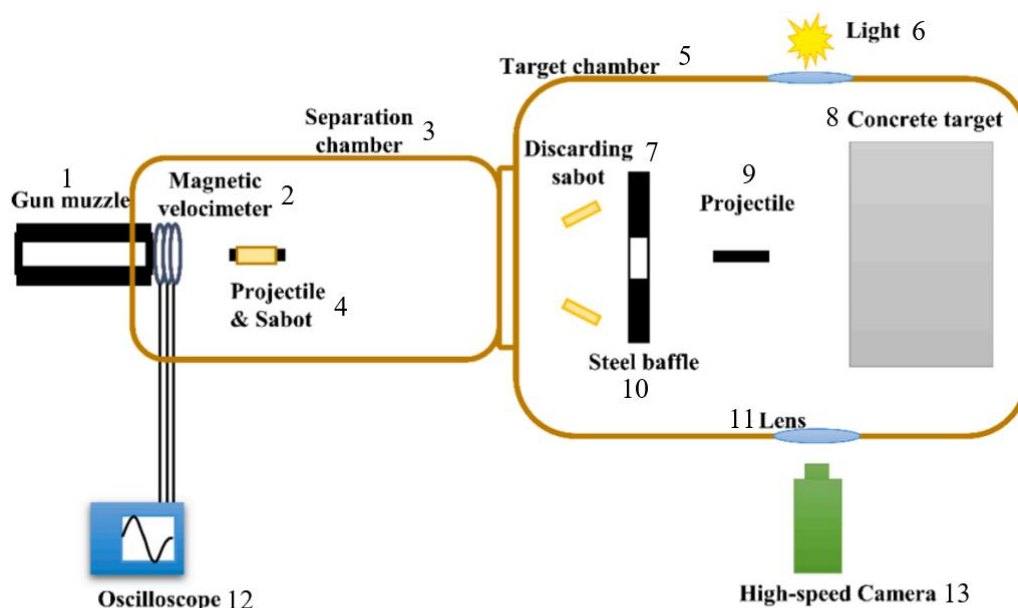 Light 6
Target chamber 5
Separation 3
chamber
8 Concrete target
Discarding 7
sabot
1
Gun muzzle
Magnetic 2
velocimeter
9
Projectile
Projectile 4
& Sabot
Steel baffle
10
11 Lens
Oscilloscope 12
High-speed Camera 13